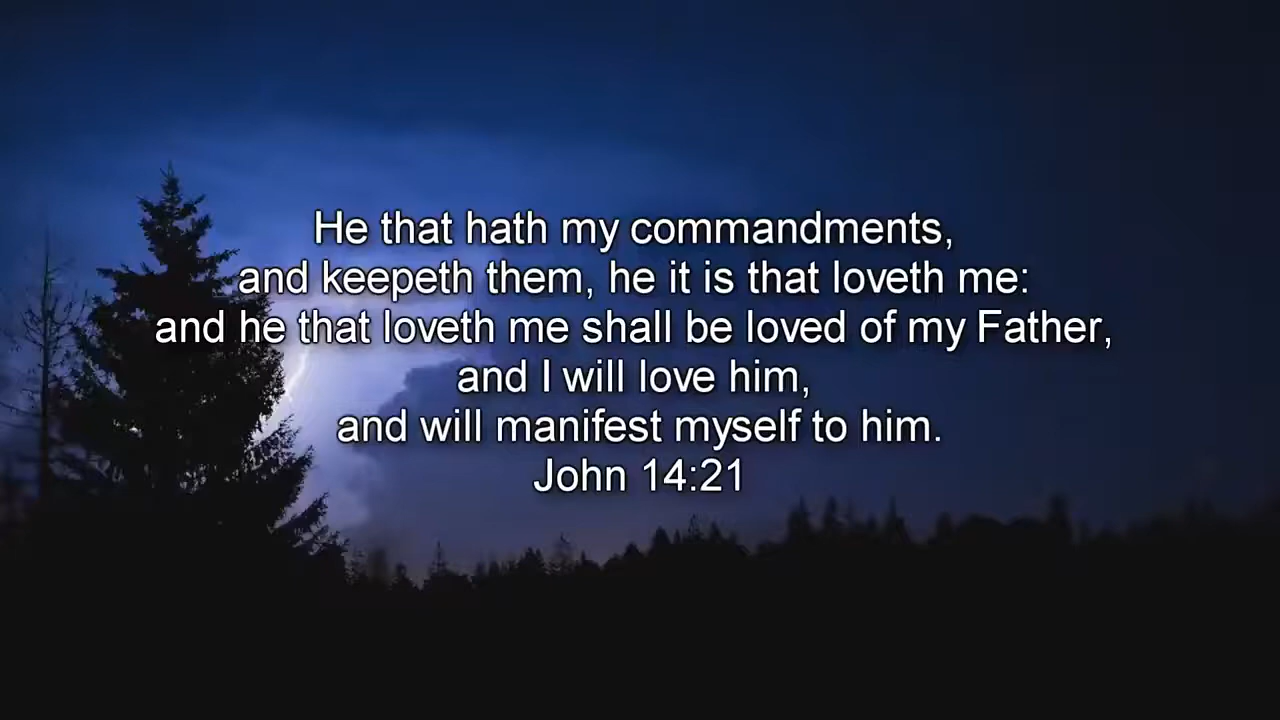 He that hath my commandments,
and keepeth them, he it is that loveth me:
and he that loveth me shall be loved of my Father,
and I will love him,
and will manifest myself to him.
John 14:21